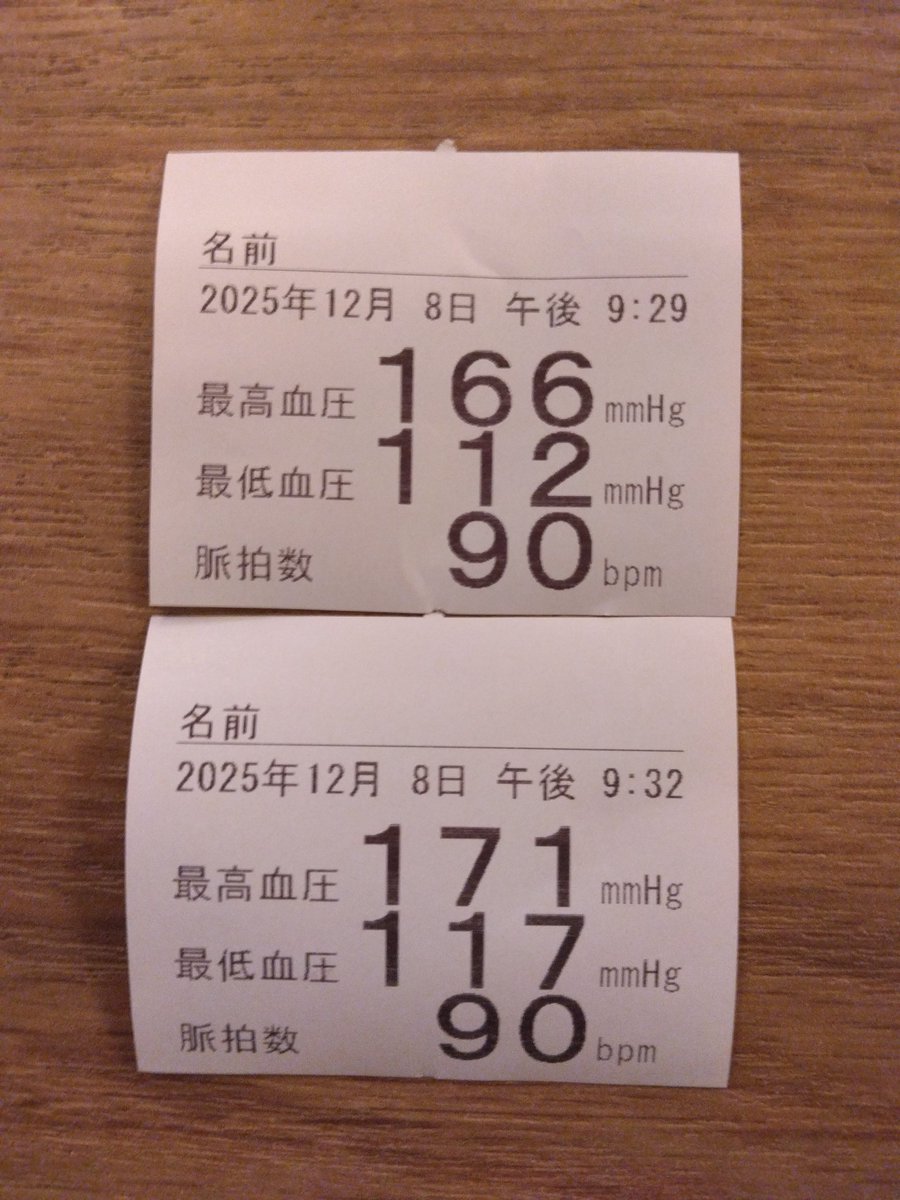 名前
2025年12月 8日 午後 9:29
最高血圧 166 mmHg
最低血圧 112 mmHg
脈拍数 90 bpm
名前
2025年12月 8日 午後 9:32
最高血圧 171 mmHg
最低血圧 117 mmHg
脈拍数 90 bpm